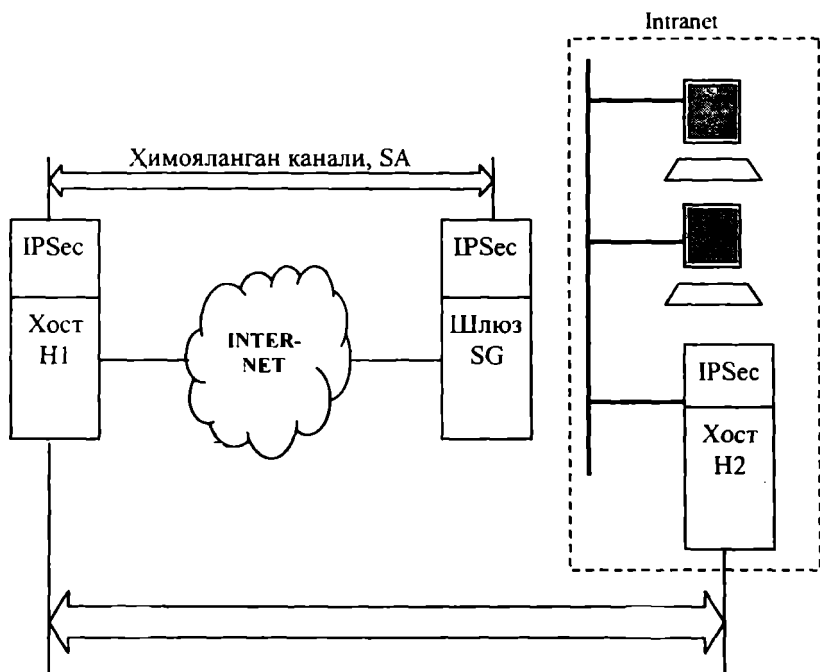 Intranet
Ҳимояланган канали, SA
IPSec
Хост
H1
INTER-
NET
IPSec
Шлюз
SG
IPSec
Хост
H2